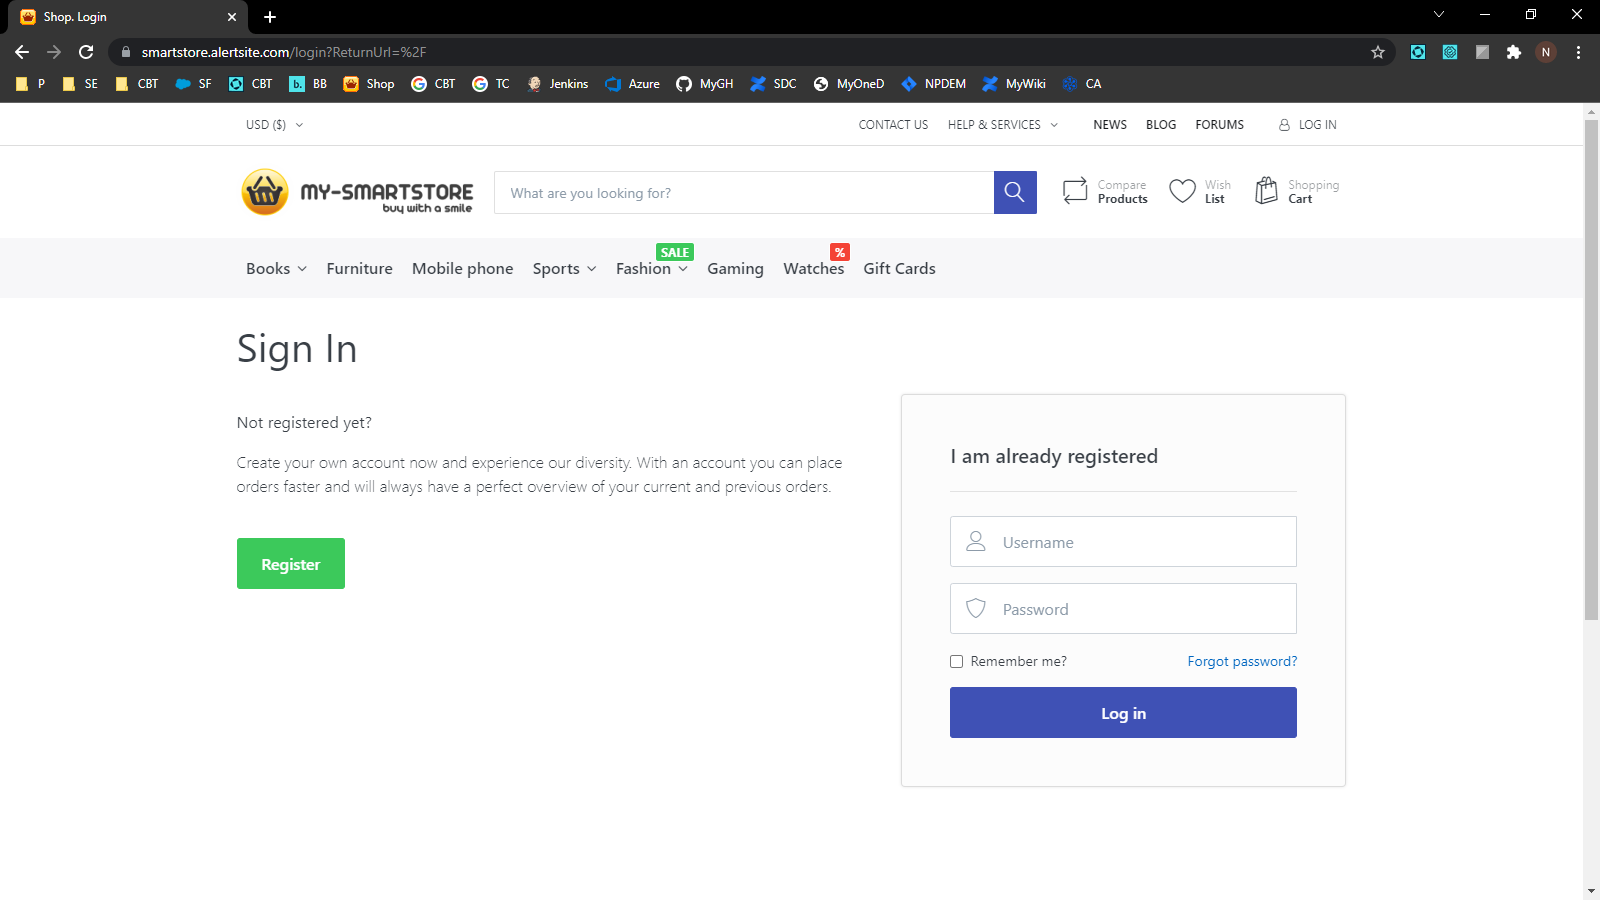 Shop. Login
smartstore.alertsite.com/login?ReturnUrl=%2F
N
P SE CBT SF CBT b. BB Shop CBT TC Jenkins Azure MyGH SDC MyOneD NPDEM MyWiki CA
USD ($) CONTACT US HELP & SERVICES NEWS BLOG FORUMS LOG IN
MY-SMARTSTORE
buy with a smile
What are you looking for?
Compare
Products
Wish
List
Shopping
Cart
SALE %
Books Furniture Mobile phone Sports Fashion Gaming Watches Gift Cards
Sign In
Not registered yet?
Create your own account now and experience our diversity. With an account you can place
orders faster and will always have a perfect overview of your current and previous orders.
Register
I am already registered
Username
Password
Remember me? Forgot password?
Log in